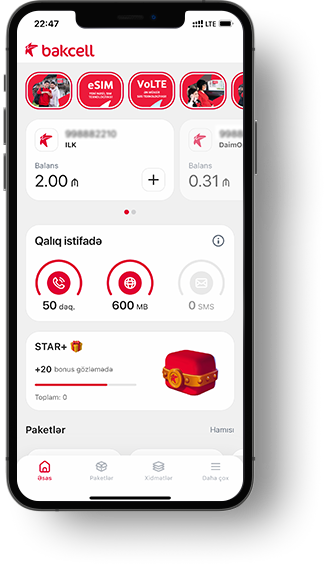 22:47
LTE
bakcell
eSIM
VoLTE
ILK
DaimO
Balans
2.00 ₼
Balans
0.31 ₼
Qalıq istifadə
50 dəq.
600 MB
0 SMS
STAR+
+20 bonus gözləmədə
Toplam: 0
Paketlər
Hamısı
Əsas
Paketlər
Xidmətlər
Daha çox